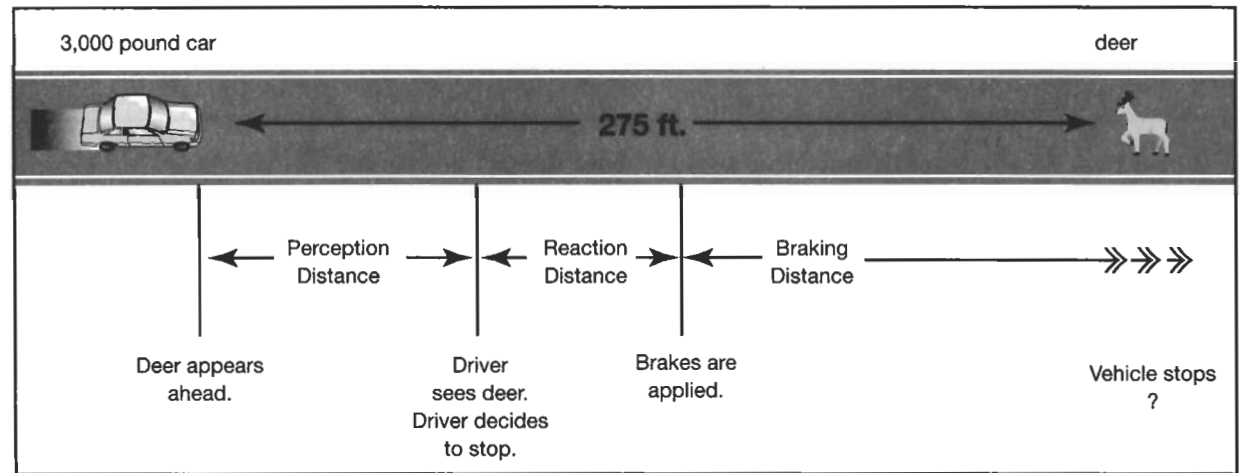 3,000 pound car
deer
275 ft.
Perception
Distance
Reaction
Distance
Braking
Distance
Deer appears
ahead.
Driver
sees deer.
Driver decides
to stop.
Brakes are
applied.
Vehicle stops
?